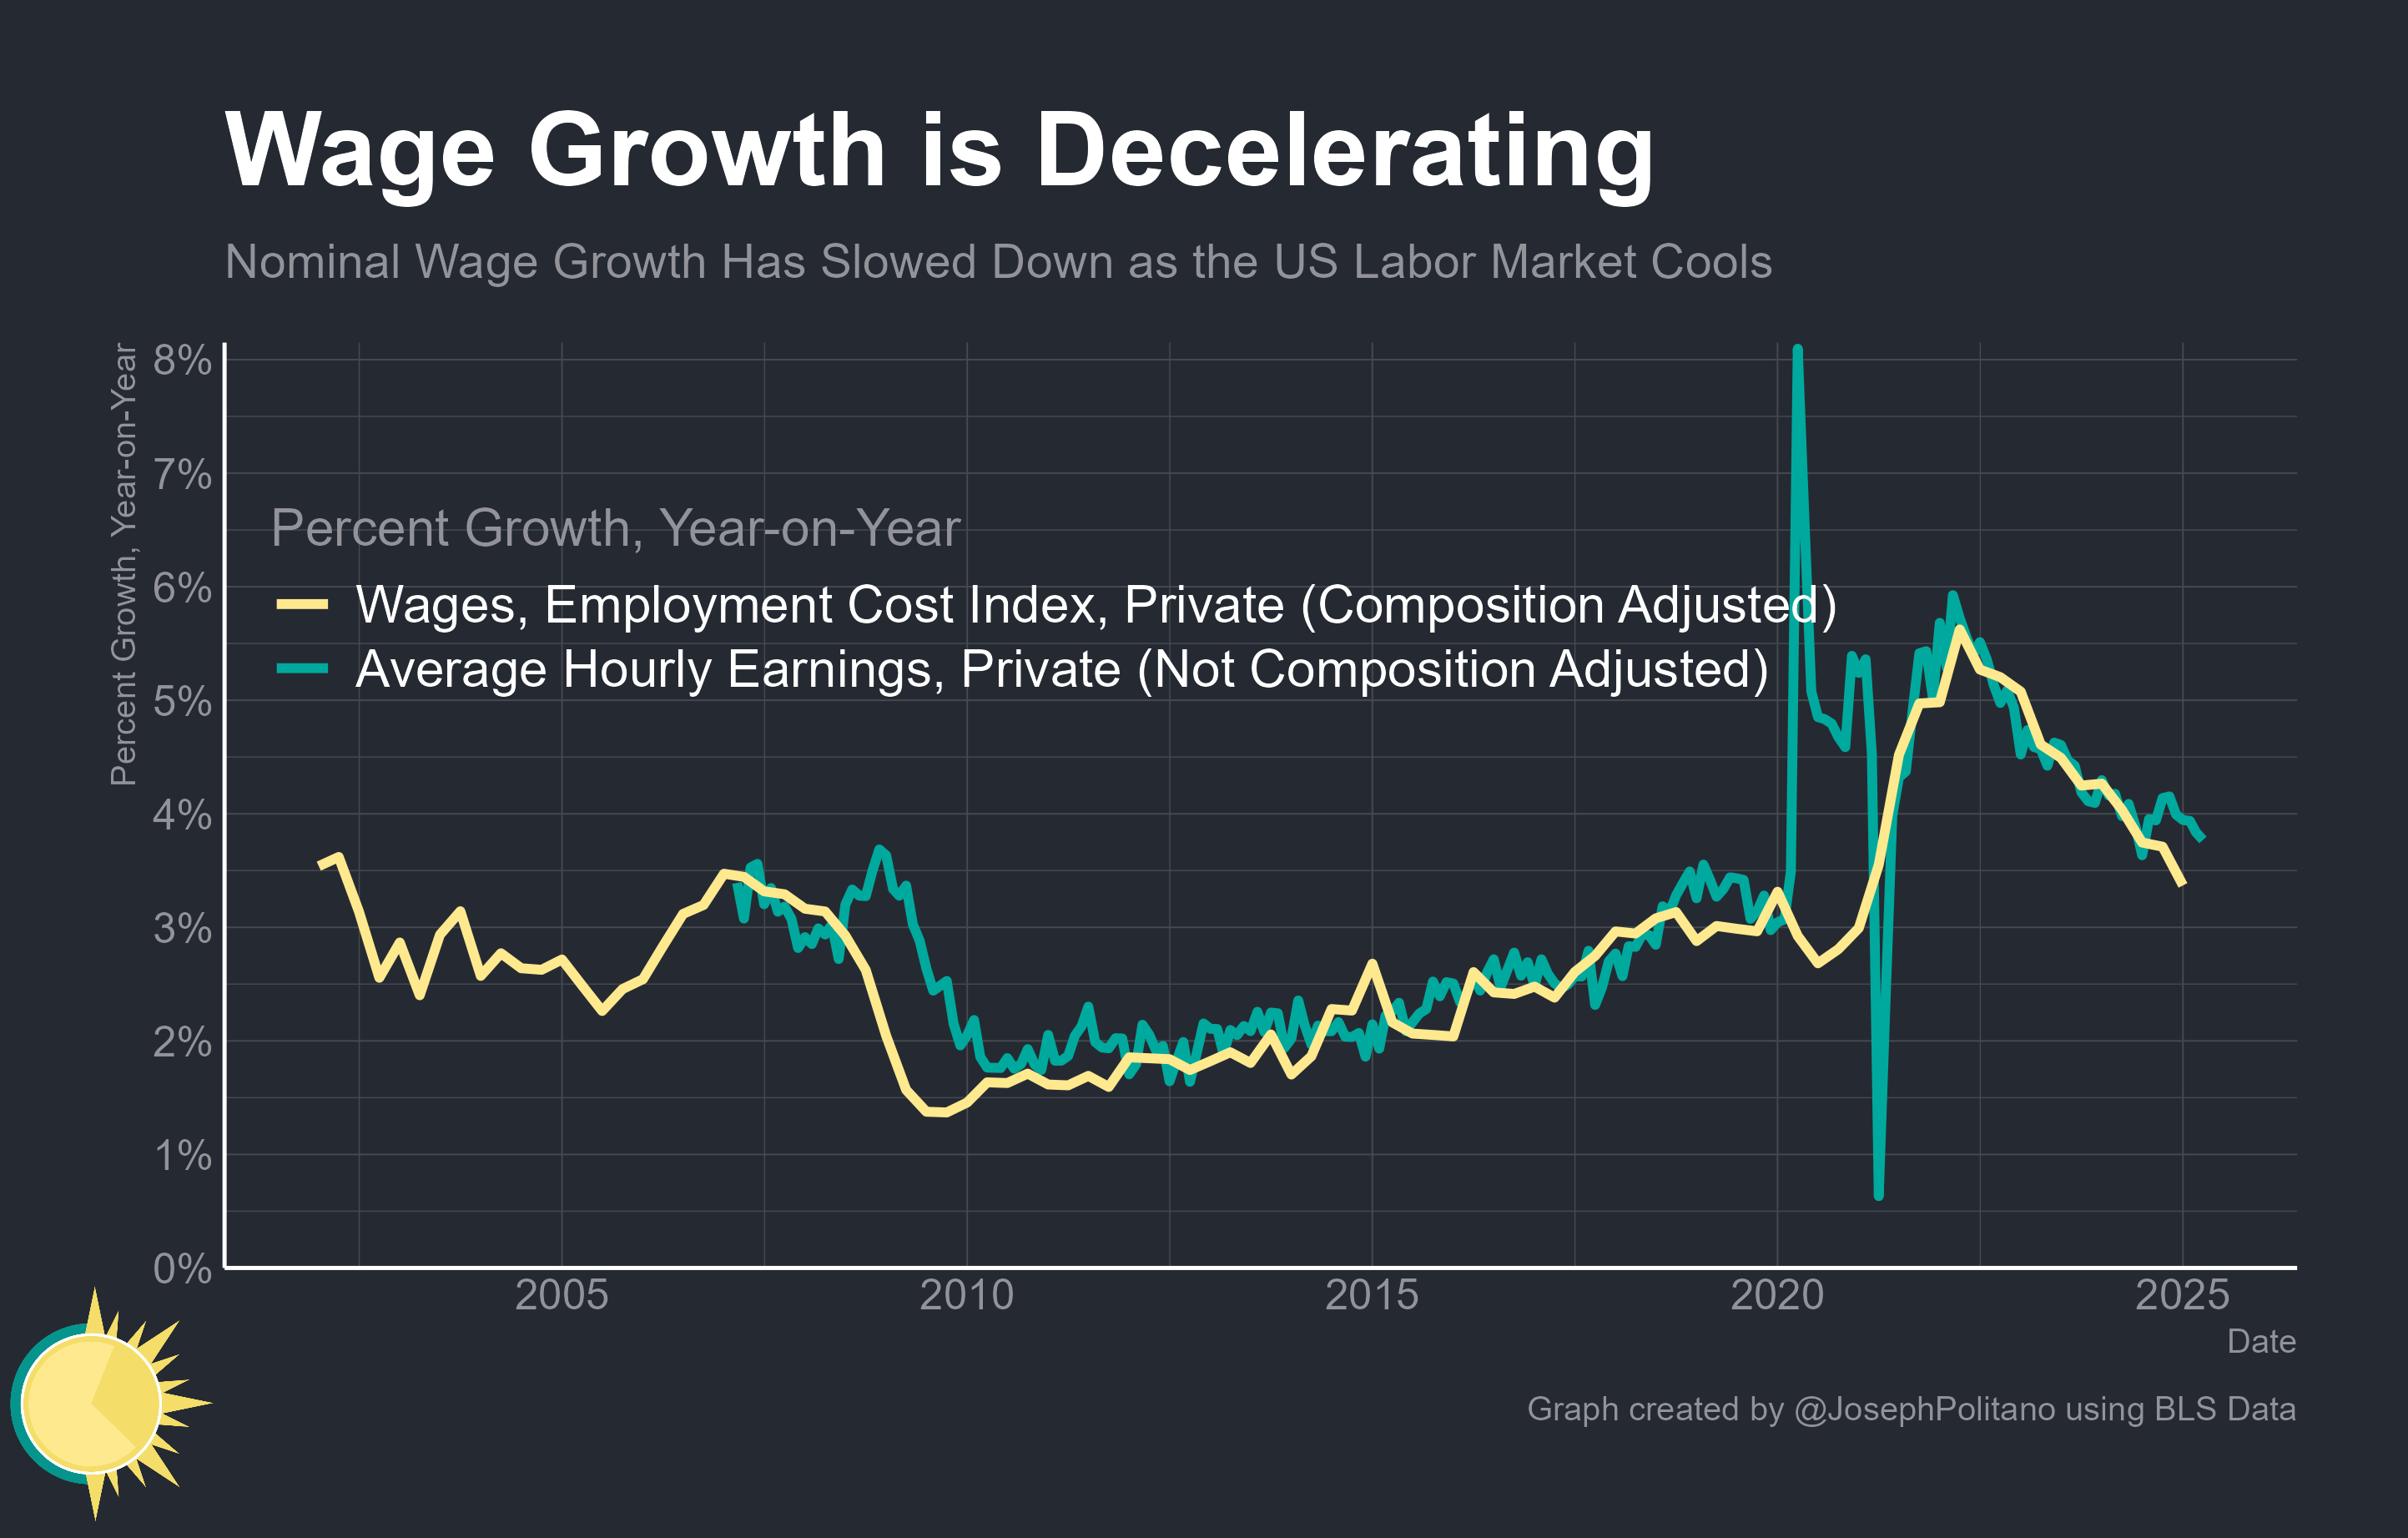 Wage Growth is Decelerating
Nominal Wage Growth Has Slowed Down as the US Labor Market Cools
Percent Growth, Year-on-Year
8%
7%
6%
5%
4%
3%
2%
1%
0%
Percent Growth, Year-on-Year
Wages, Employment Cost Index, Private (Composition Adjusted)
Average Hourly Earnings, Private (Not Composition Adjusted)
2005
2010
2015
2020
2025
Date
Graph created by @JosephPolitano using BLS Data